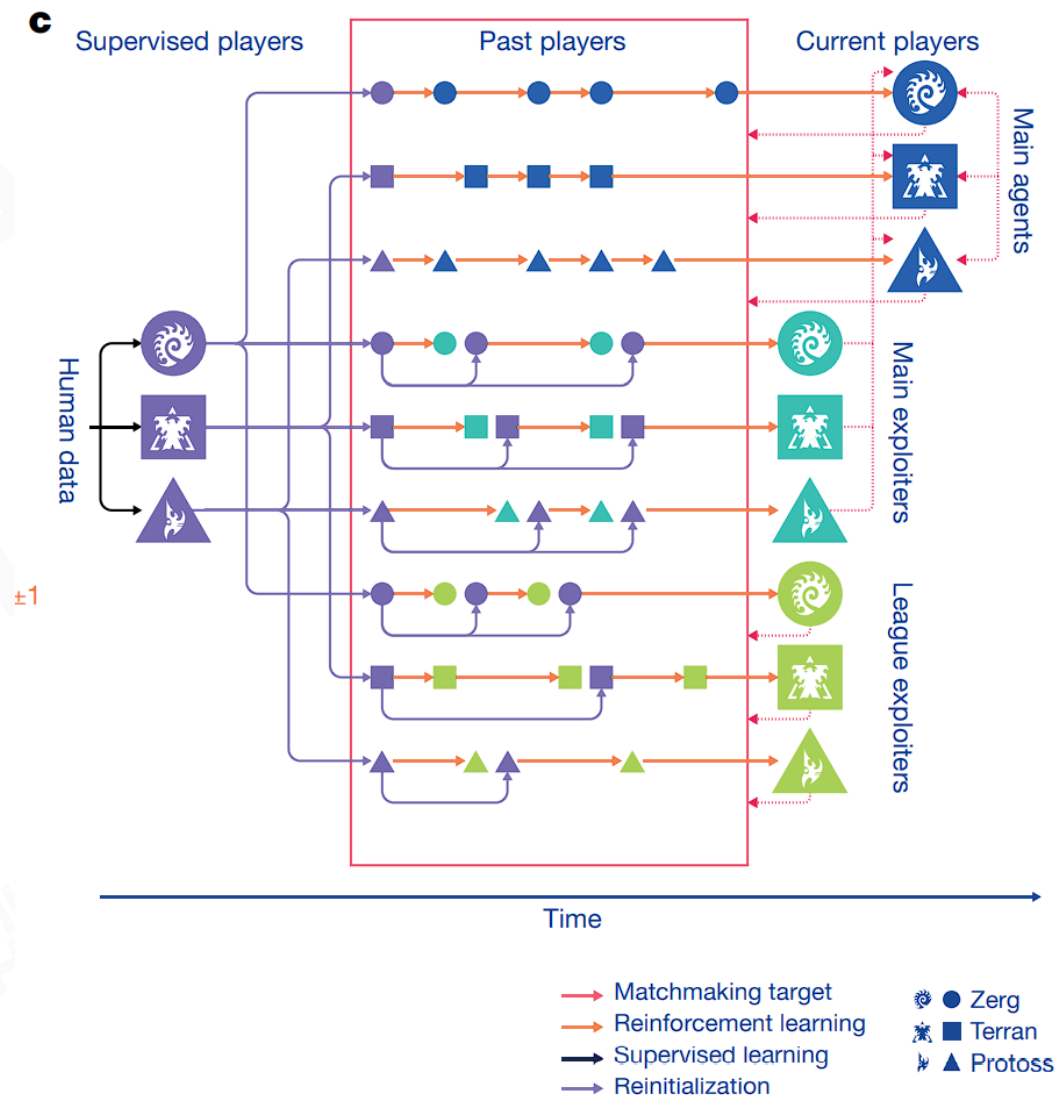 c
Supervised players
Past players
Current players
Main agents
Human data
Main exploiters
±1
League exploiters
Time
Matchmaking target
Reinforcement learning
Supervised learning
Reinitialization
Zerg
Terran
Protoss